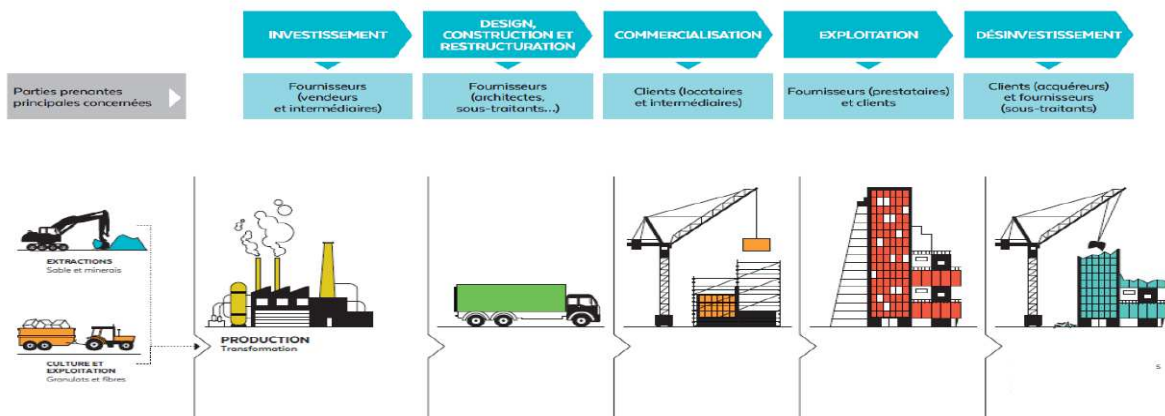 INVESTISSEMENT
DESIGN,
CONSTRUCTION ET
RESTRUCTURATION
COMMERCIALISATION
EXPLOITATION
DÉSINVESTISSEMENT
Parties prenantes
principales concernées
Fournisseurs
(vendeurs
et intermédiaires)
Fournisseurs
(architectes,
sous-traitants...)
Clients (locataires
et intermédiaires)
Fournisseurs (prestataires)
et clients
Clients (acquéreurs)
et fournisseurs
(sous-traitants)
EXTRACTIONS
Sable et minerais
PRODUCTION
Transformation
CULTURE ET
EXPLOITATION
Granulats et fibres
5